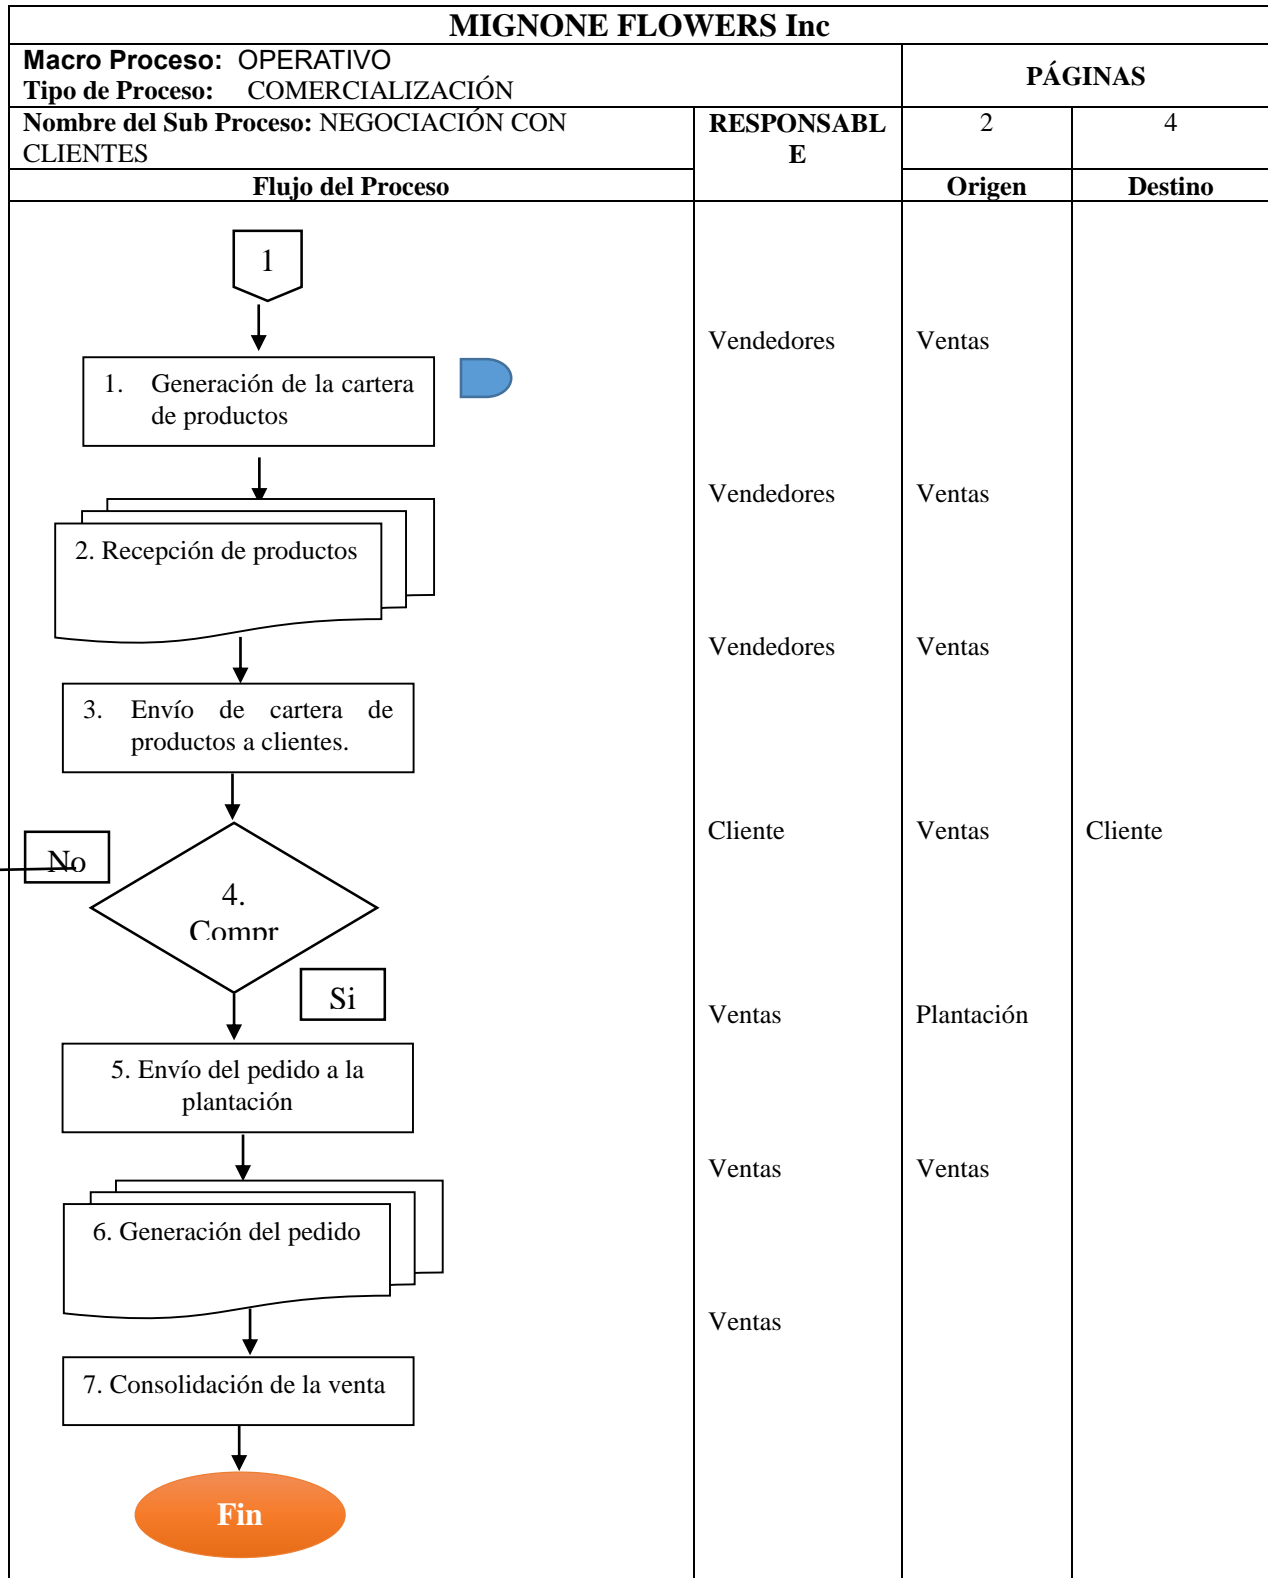 MIGNONE FLOWERS Inc
Macro Proceso: OPERATIVO
Tipo de Proceso: COMERCIALIZACIÓN
PÁGINAS
Nombre del Sub Proceso: NEGOCIACIÓN CON
CLIENTES
RESPONSABL
E
2
4
Flujo del Proceso
Origen
Destino
1
Vendedores
Ventas
1. Generación de la cartera
de productos
Vendedores
Ventas
2. Recepción de productos
Vendedores
Ventas
3. Envío de cartera de
productos a clientes.
Cliente
Ventas
Cliente
No
4.
Compr
Si
Ventas
Plantación
5. Envío del pedido a la
plantación
Ventas
Ventas
6. Generación del pedido
Ventas
7. Consolidación de la venta
Fin